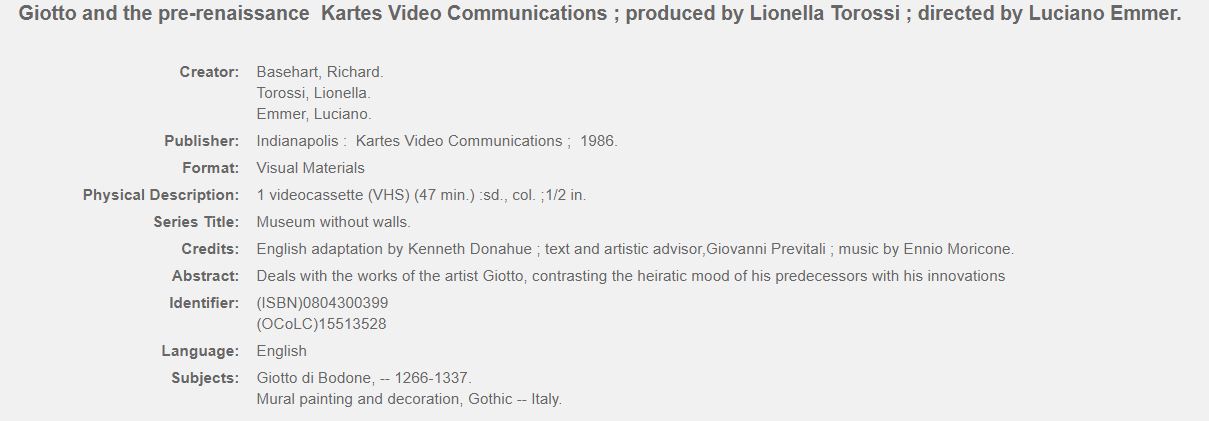 Giotto and the pre-renaissance Kartes Video Communications ; produced by Lionella Torossi ; directed by Luciano Emmer.
Creator: Basehart, Richard.
Torossi, Lionella.
Emmer, Luciano.
Publisher: Indianapolis : Kartes Video Communications ; 1986.
Format: Visual Materials
Physical Description: 1 videocassette (VHS) (47 min.) :sd., col. ;1/2 in.
Series Title: Museum without walls.
Credits: English adaptation by Kenneth Donahue ; text and artistic advisor,Giovanni Previtali ; music by Ennio Moricone.
Abstract: Deals with the works of the artist Giotto, contrasting the heiratic mood of his predecessors with his innovations
Identifier: (ISBN)0804300399
(OCoLC)15513528
Language: English
Subjects: Giotto di Bodone, -- 1266-1337.
Mural painting and decoration, Gothic -- Italy.